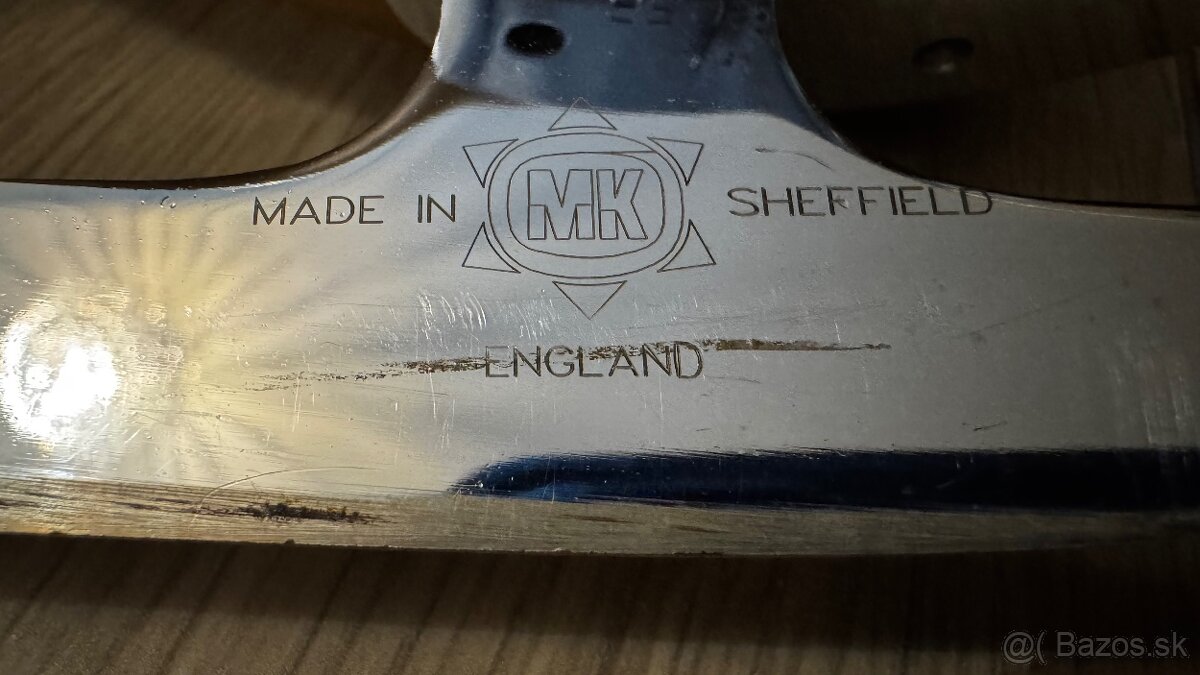 MADE IN MK SHEFFIELD
ENGLAND
@( Bazos.sk